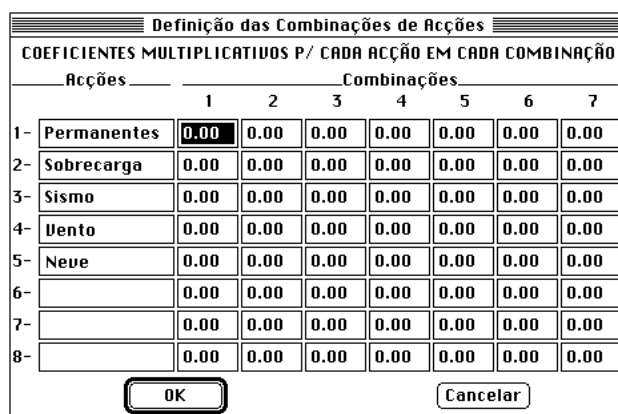 Definição das Combinações de Acções
COEFICIENTES MULTIPLICATIVOS P/ CADA ACÇÃO EM CADA COMBINAÇÃO
Acções Combinações
1 2 3 4 5 6 7
1- Permanentes 0.00 0.00 0.00 0.00 0.00 0.00 0.00
2- Sobrecarga 0.00 0.00 0.00 0.00 0.00 0.00 0.00
3- Sismo 0.00 0.00 0.00 0.00 0.00 0.00 0.00
4- Vento 0.00 0.00 0.00 0.00 0.00 0.00 0.00
5- Neve 0.00 0.00 0.00 0.00 0.00 0.00 0.00
6- 0.00 0.00 0.00 0.00 0.00 0.00 0.00
7- 0.00 0.00 0.00 0.00 0.00 0.00 0.00
8- 0.00 0.00 0.00 0.00 0.00 0.00 0.00
OK Cancelar